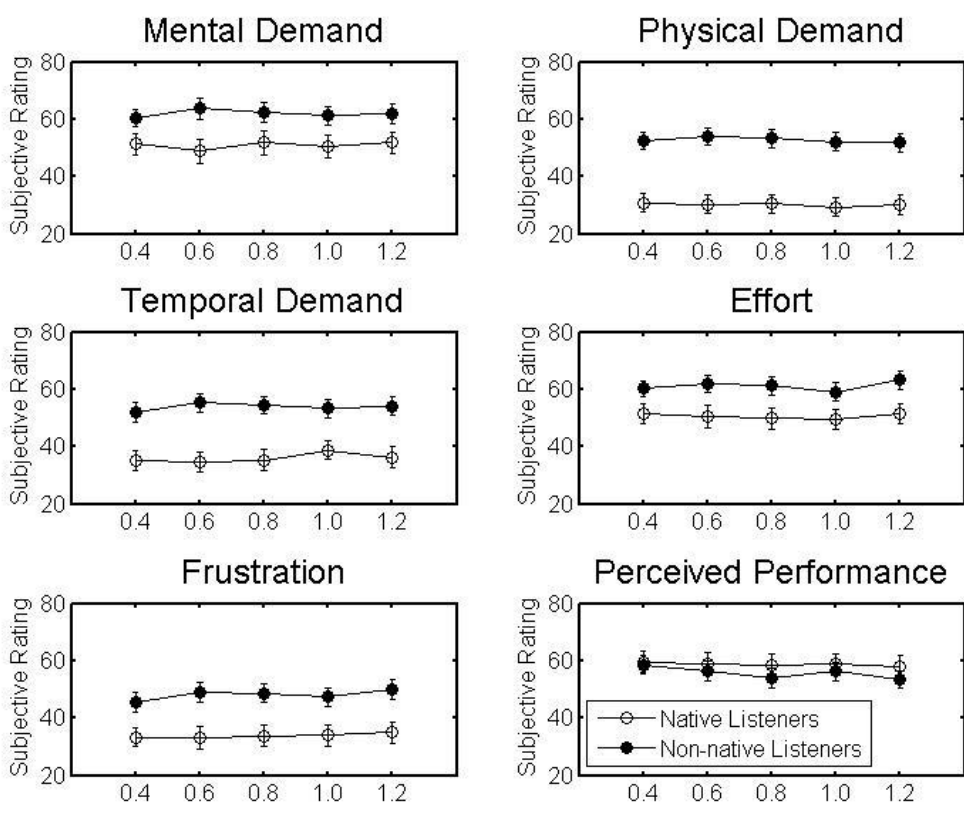 Mental Demand
Subjective Rating
80
60
40
20
0.4 0.6 0.8 1.0 1.2
Physical Demand
Subjective Rating
80
60
40
20
0.4 0.6 0.8 1.0 1.2
Temporal Demand
Subjective Rating
80
60
40
20
0.4 0.6 0.8 1.0 1.2
Effort
Subjective Rating
80
60
40
20
0.4 0.6 0.8 1.0 1.2
Frustration
Subjective Rating
80
60
40
20
0.4 0.6 0.8 1.0 1.2
Perceived Performance
Subjective Rating
80
60
40
20
Native Listeners
Non-native Listeners
0.4 0.6 0.8 1.0 1.2